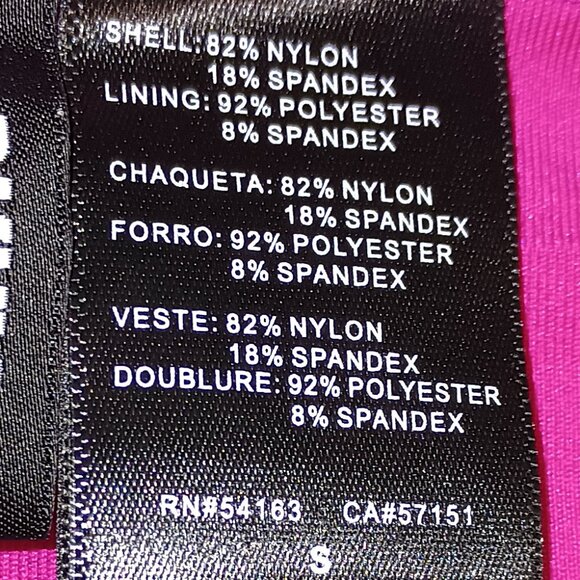 SHELL: 82% NYLON
18% SPANDEX
LINING: 92% POLYESTER
8% SPANDEX
CHAQUETA: 82% NYLON
18% SPANDEX
FORRO: 92% POLYESTER
8% SPANDEX
VESTE: 82% NYLON
18% SPANDEX
DOUBLURE: 92% POLYESTER
8% SPANDEX
RN#54163 CA#57151
S